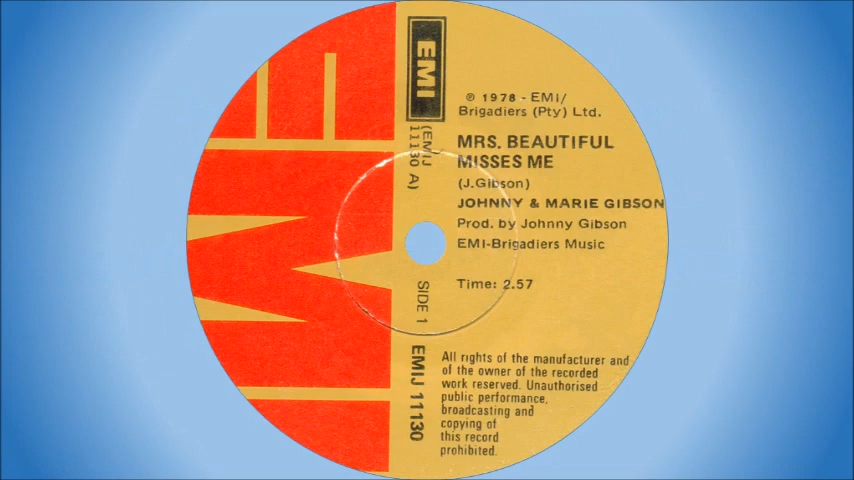 EMI
(EMIJ
11130 A)
℗ 1978 - EMI/
Brigadiers (Pty) Ltd.
MRS. BEAUTIFUL
MISSES ME
(J.Gibson)
JOHNNY & MARIE GIBSON
Prod. by Johnny Gibson
EMI-Brigadiers Music
Time: 2.57
SIDE 1
EMIJ 11130
All rights of the manufacturer and
of the owner of the recorded
work reserved. Unauthorised
public performance,
broadcasting and
copying of
this record
prohibited.
EMI